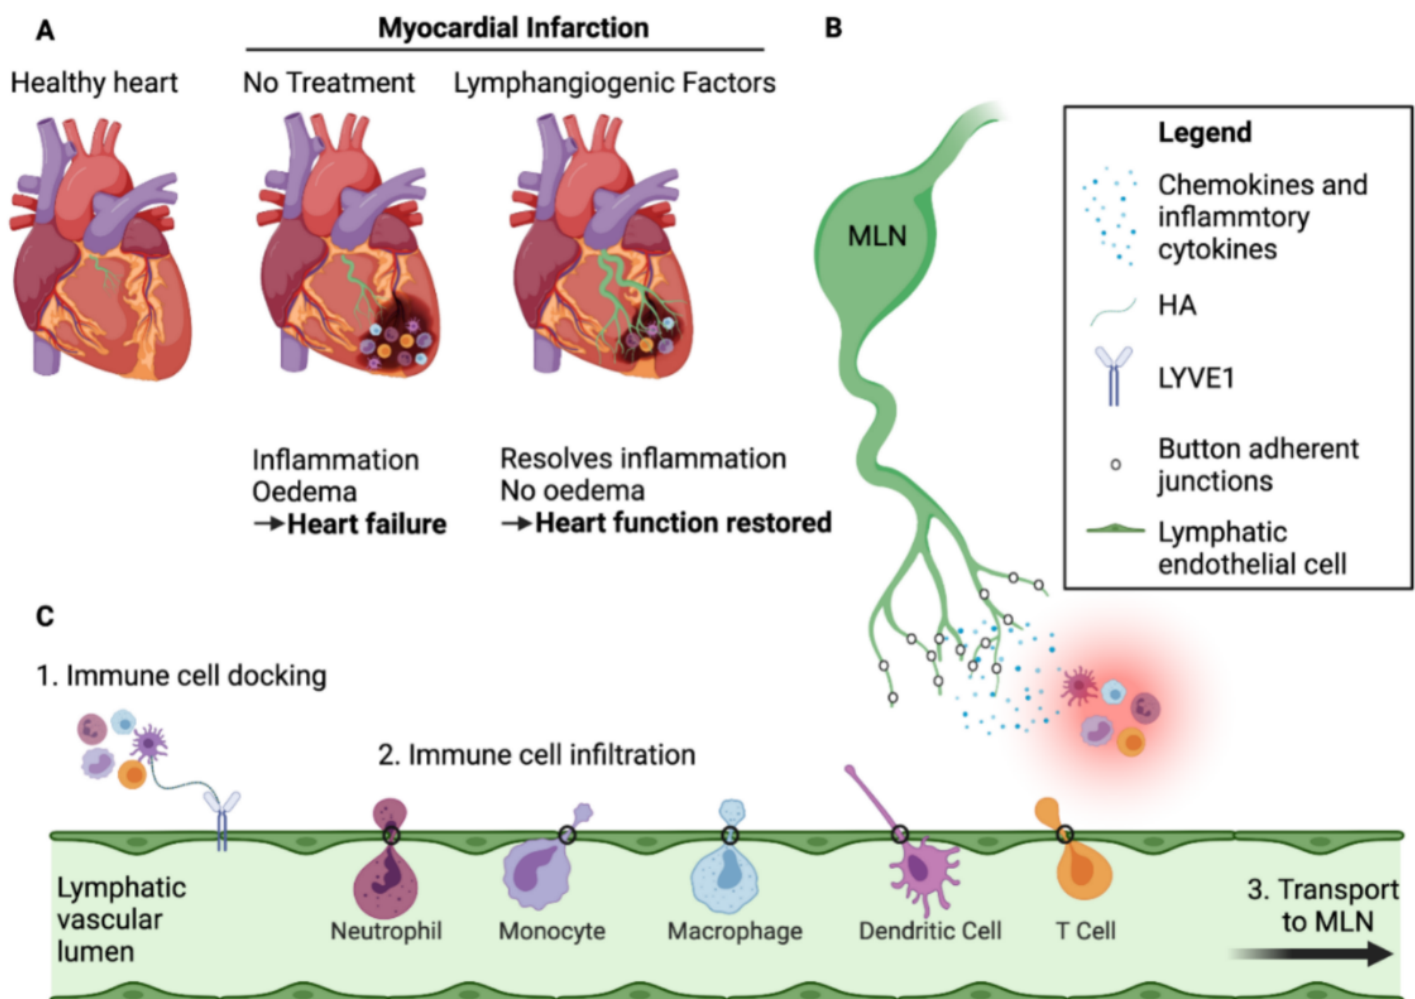 A
Myocardial Infarction
Healthy heart
No Treatment
Lymphangiogenic Factors
Inflammation
Oedema
→Heart failure
Resolves inflammation
No oedema
→Heart function restored
B
MLN
Legend
Chemokines and
inflammtory
cytokines
HA
LYVE1
Button adherent
junctions
Lymphatic
endothelial cell
C
1. Immune cell docking
2. Immune cell infiltration
Lymphatic
vascular
lumen
Neutrophil
Monocyte
Macrophage
Dendritic Cell
T Cell
3. Transport
to MLN